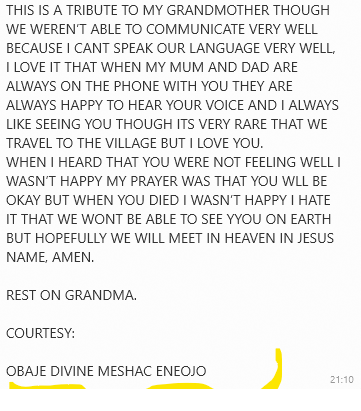 THIS IS A TRIBUTE TO MY GRANDMOTHER THOUGH
WE WEREN'T ABLE TO COMMUNICATE VERY WELL
BECAUSE I CANT SPEAK OUR LANGUAGE VERY WELL,
I LOVE IT THAT WHEN MY MUM AND DAD ARE
ALWAYS ON THE PHONE WITH YOU THEY ARE
ALWAYS HAPPY TO HEAR YOUR VOICE AND I ALWAYS
LIKE SEEING YOU THOUGH ITS VERY RARE THAT WE
TRAVEL TO THE VILLAGE BUT I LOVE YOU.
WHEN I HEARD THAT YOU WERE NOT FEELING WELL I
WASN'T HAPPY MY PRAYER WAS THAT YOU WLL BE
OKAY BUT WHEN YOU DIED I WASN'T HAPPY I HATE
IT THAT WE WONT BE ABLE TO SEE YYOU ON EARTH
BUT HOPEFULLY WE WILL MEET IN HEAVEN IN JESUS
NAME, AMEN.
REST ON GRANDMA.
COURTESY:
OBAJE DIVINE MESHAC ENEOJO
21:10